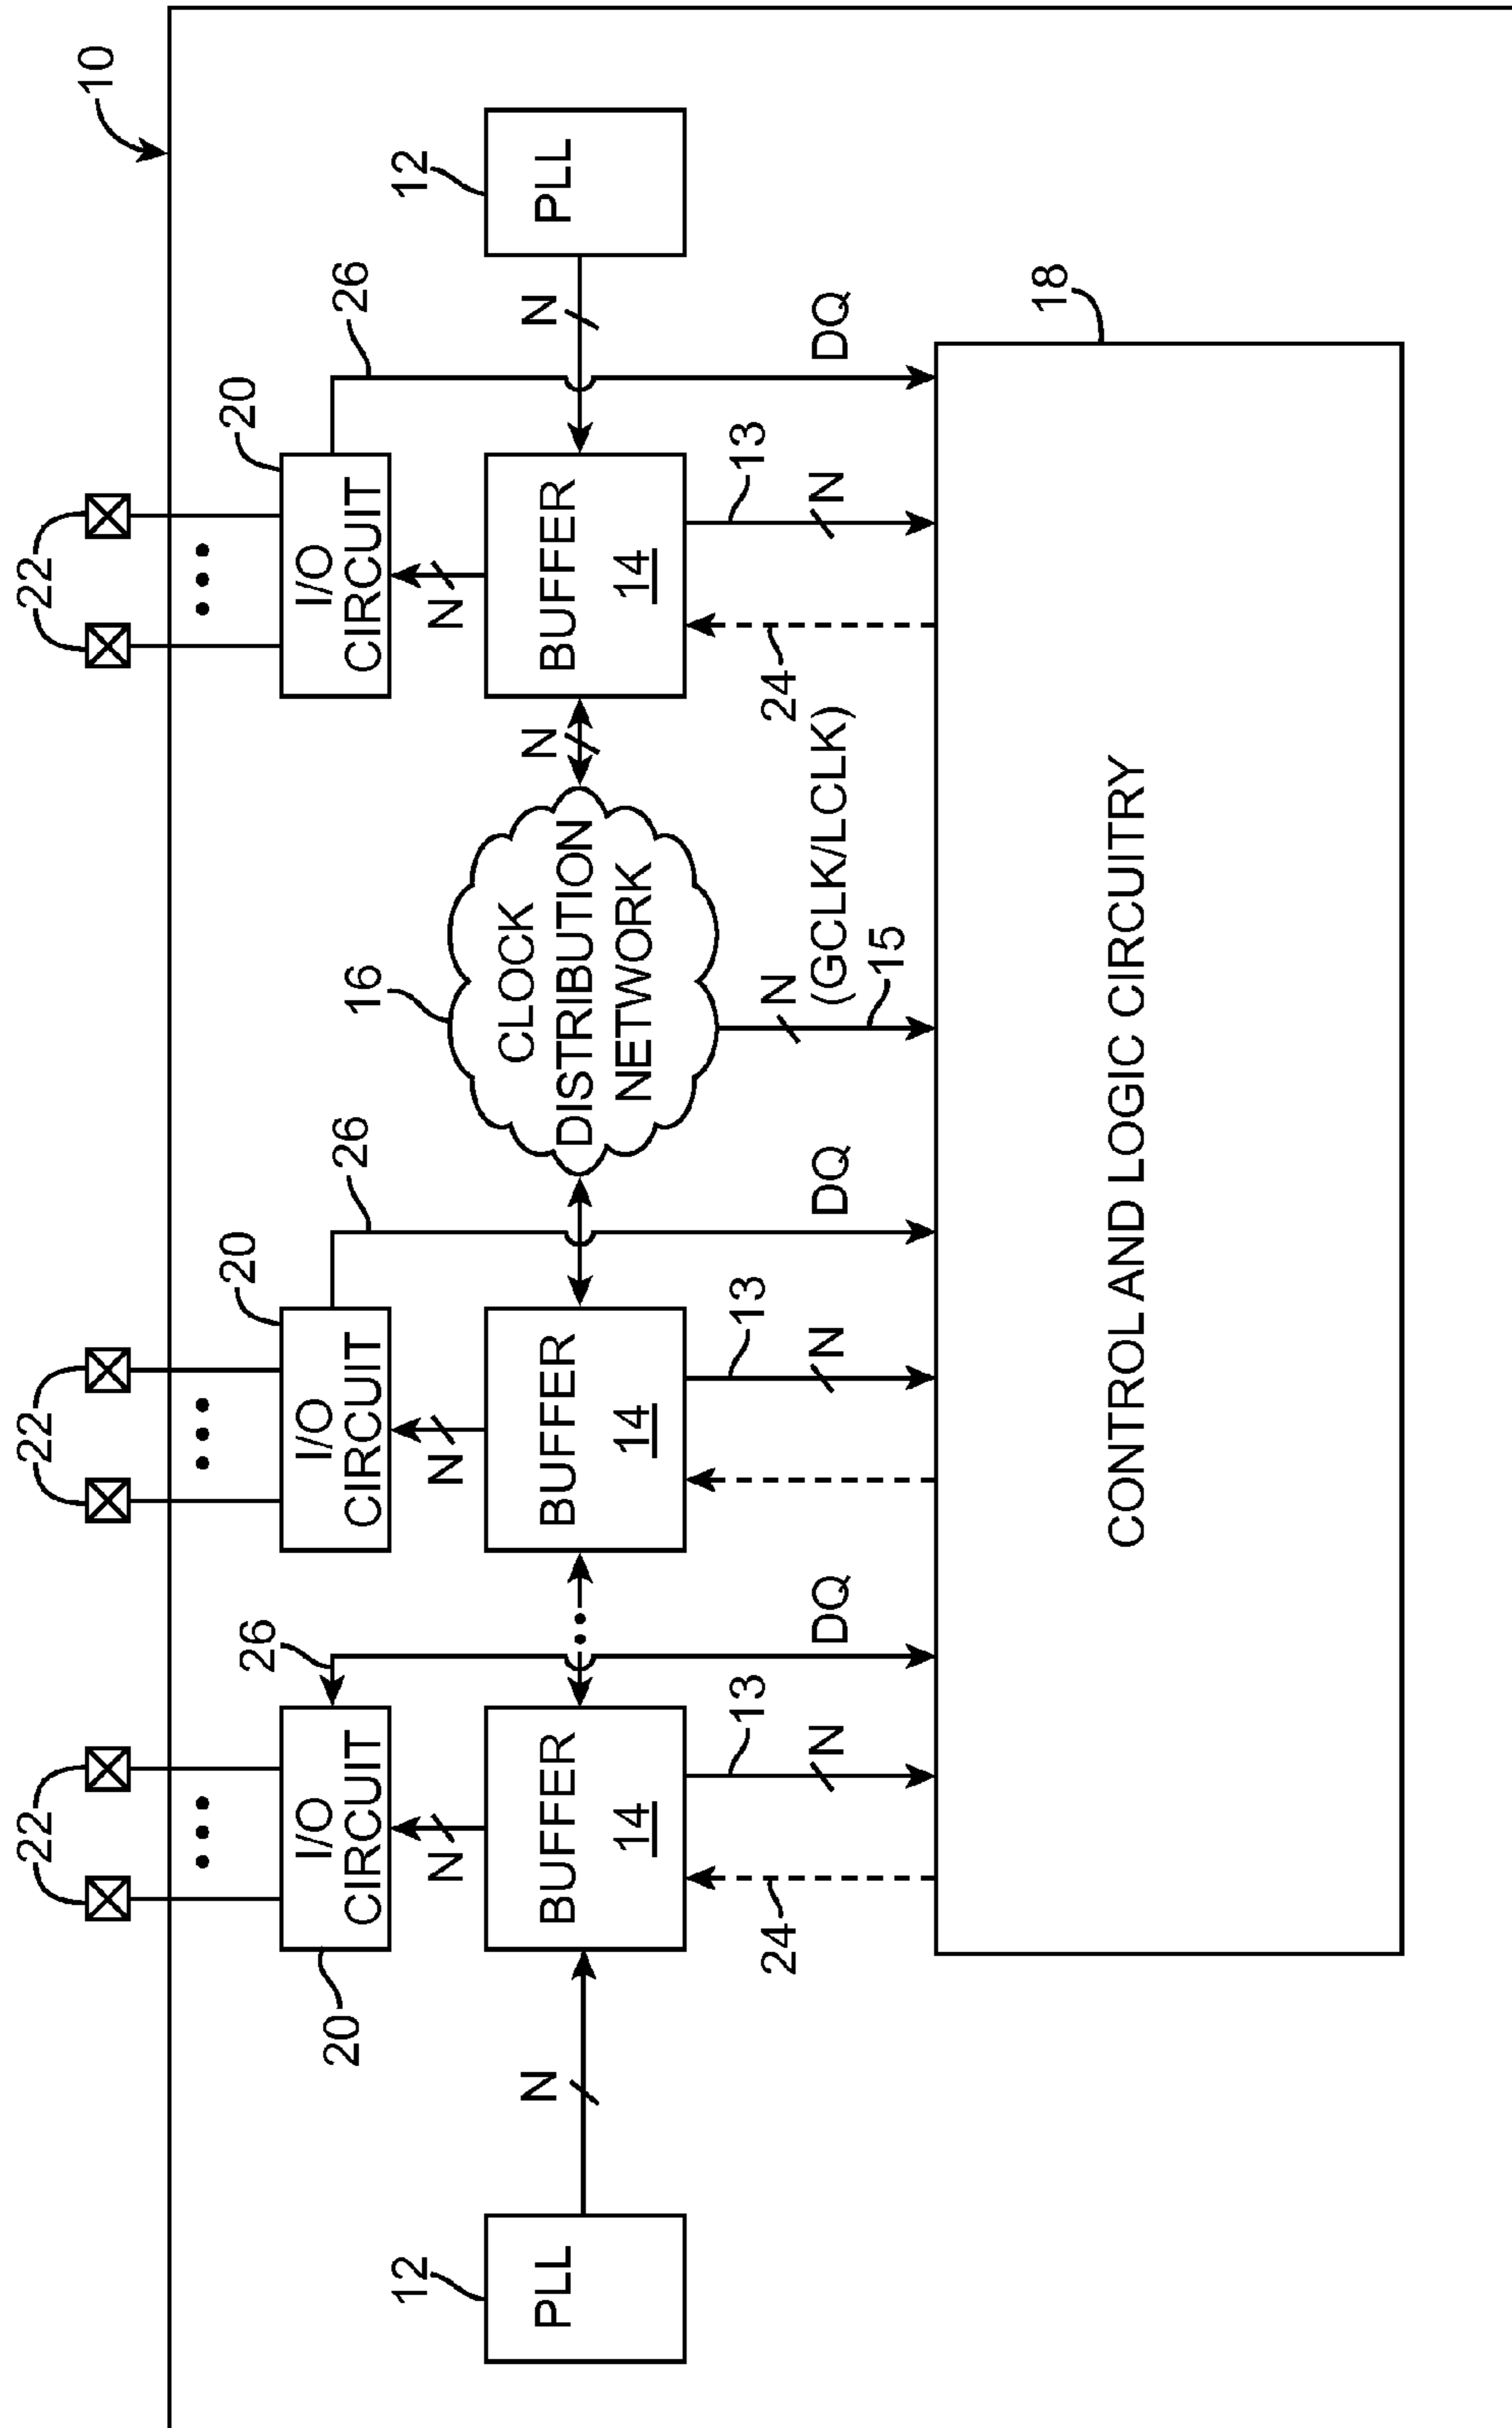 10
22
22
22
20
20
26
26
26
20
I/O
CIRCUIT
I/O
CIRCUIT
I/O
CIRCUIT
12
16
12
N
N
N
PLL
N
BUFFER
14
BUFFER
14
CLOCK
DISTRIBUTION
NETWORK
N
BUFFER
14
N
PLL
24
13
N
DQ
13
N
DQ
N
(GCLK/LCLK)
15
24
13
N
DQ
18
CONTROL AND LOGIC CIRCUITRY